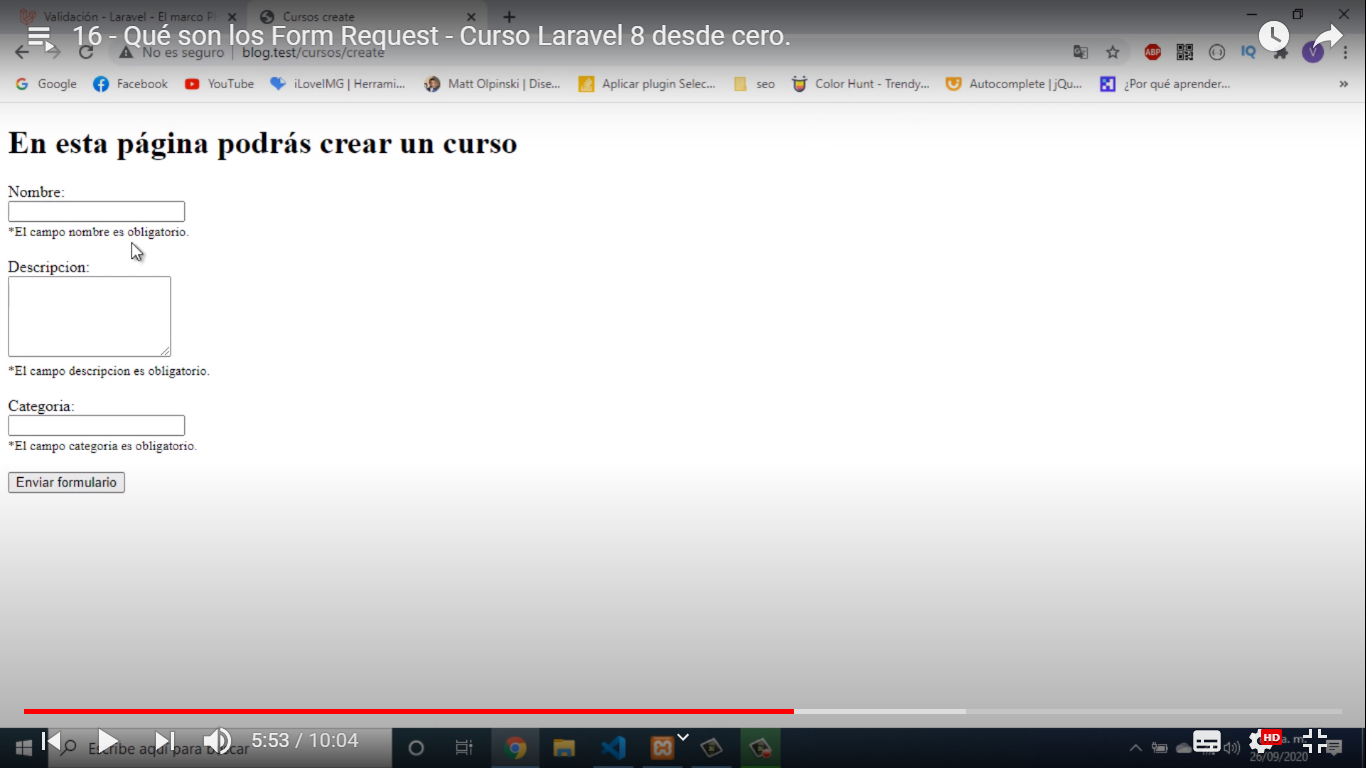 Validación - Laravel - El marco P
Cursos create
16 - Qué son los Form Request - Curso Laravel 8 desde cero.
No es seguro
blog.test/cursos/create
ABP
IQ
V
Google
Facebook
YouTube
iLoveIMG | Herrami...
Matt Olpinski | Dise...
Aplicar plugin Selec...
seo
Color Hunt - Trendy...
Autocomplete | jQu...
¿Por qué aprender...
»
En esta página podrás crear un curso
Nombre:
*El campo nombre es obligatorio.
Descripcion:
*El campo descripcion es obligatorio.
Categoria:
*El campo categoria es obligatorio.
Enviar formulario
Escribe aquí para buscar
5:53 / 10:04
HD
a. m.
26/09/2020